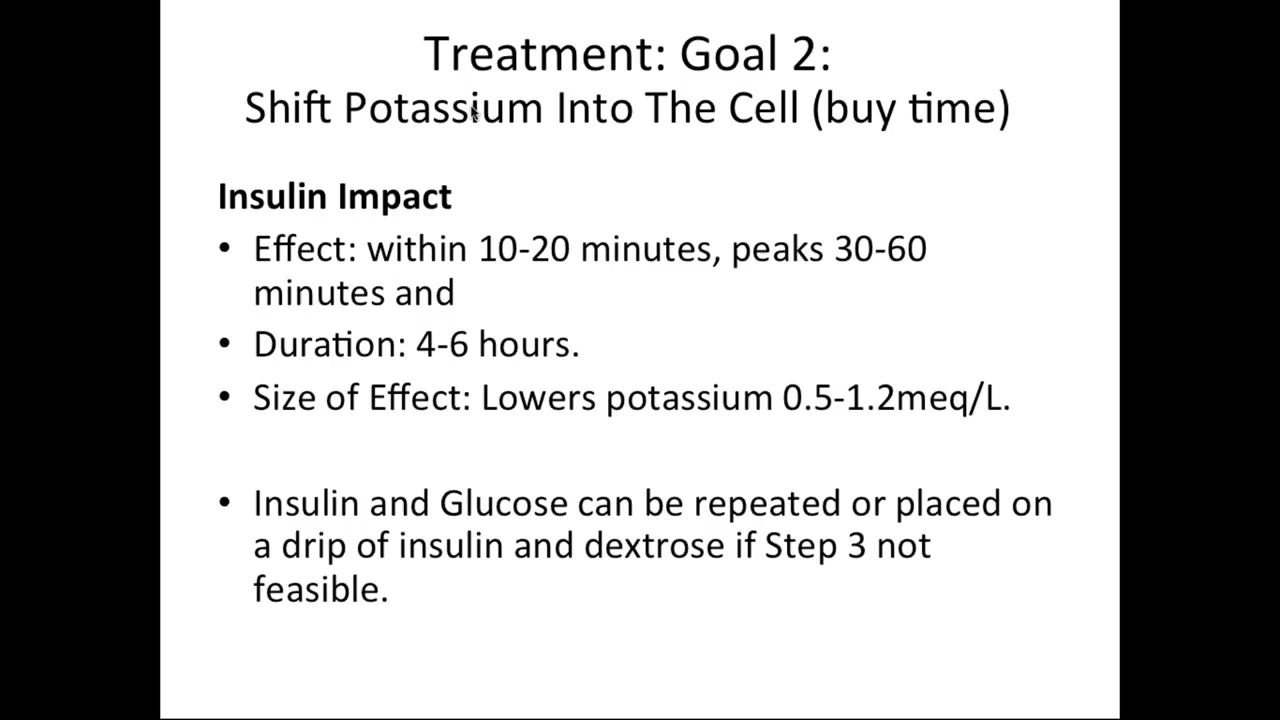 Treatment: Goal 2:
Shift Potassium Into The Cell (buy time)
Insulin Impact
• Effect: within 10-20 minutes, peaks 30-60
minutes and
• Duration: 4-6 hours.
• Size of Effect: Lowers potassium 0.5-1.2meq/L.
• Insulin and Glucose can be repeated or placed on
a drip of insulin and dextrose if Step 3 not
feasible.